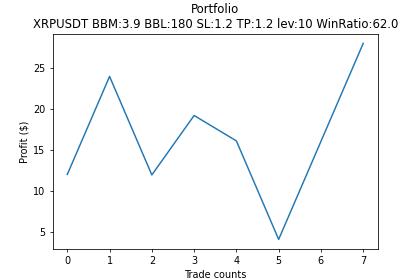 Portfolio
XRPUSDT BBM:3.9 BBL:180 SL:1.2 TP:1.2 lev:10 WinRatio:62.0
25
20
15
10
5
Profit ($)
0 1 2 3 4 5 6 7
Trade counts